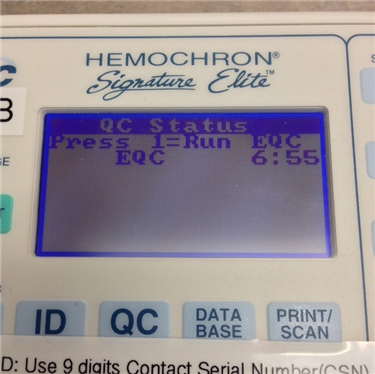 HEMOCHRON®
Signature Elite™
QC Status
Press 1=Run EQC
EQC 6:55
ID
QC
DATA BASE
PRINT/ SCAN
D: Use 9 digits Contact Serial Number(CSN)